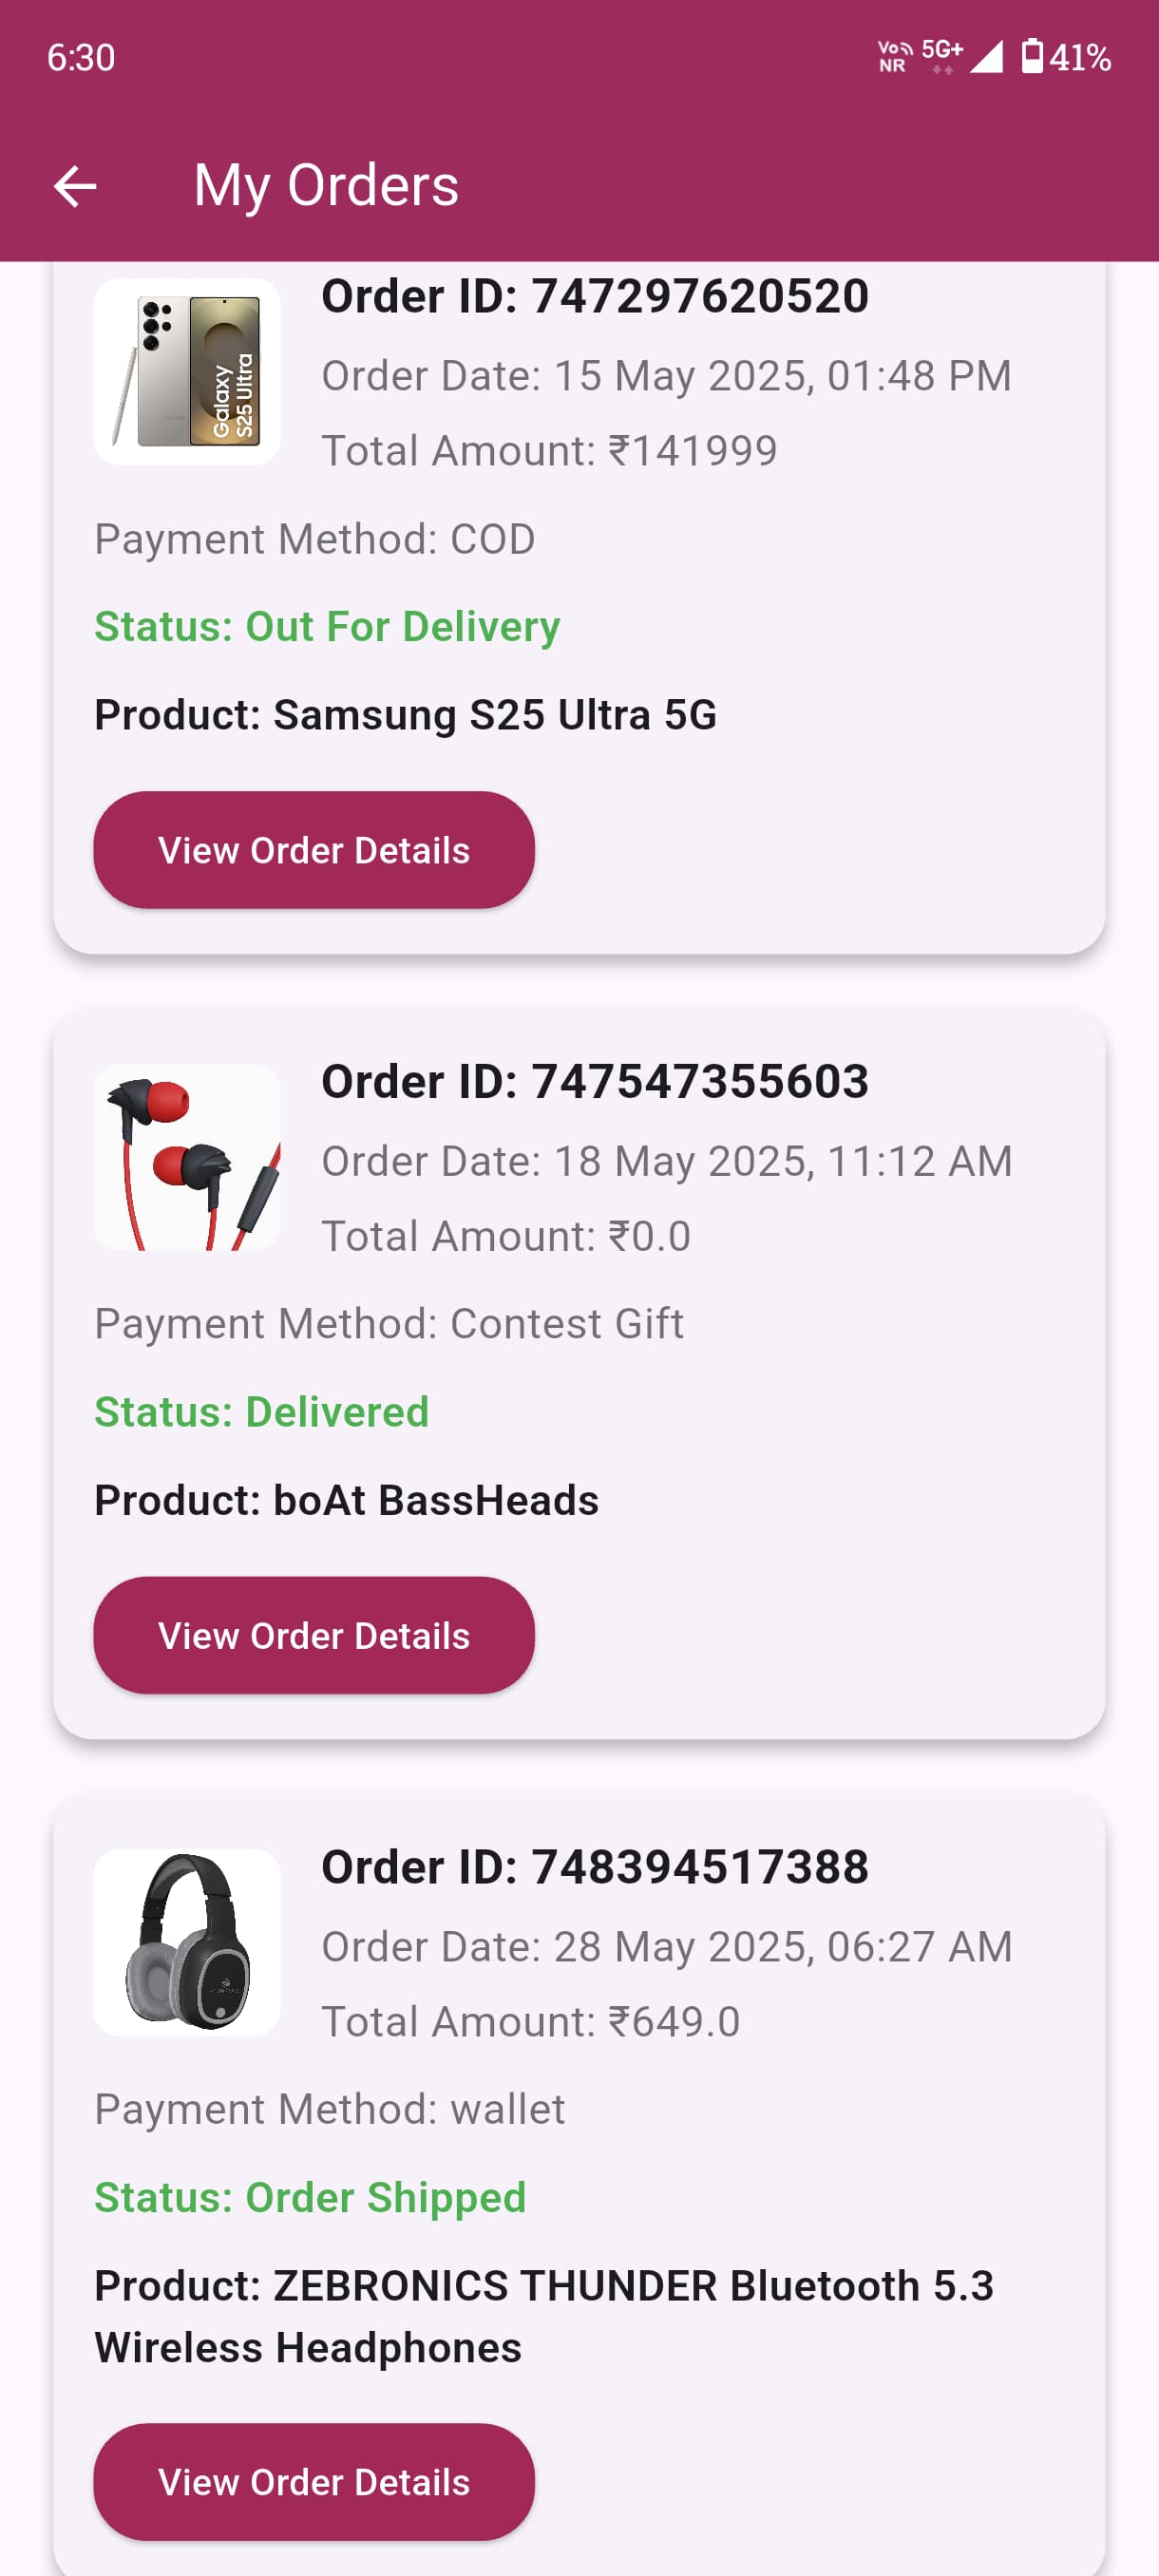 6:30
Vo NR 5G+ 41%
My Orders
Galaxy
S25 Ultra
Order ID: 747297620520
Order Date: 15 May 2025, 01:48 PM
Total Amount: ₹141999
Payment Method: COD
Status: Out For Delivery
Product: Samsung S25 Ultra 5G
View Order Details
Order ID: 747547355603
Order Date: 18 May 2025, 11:12 AM
Total Amount: ₹0.0
Payment Method: Contest Gift
Status: Delivered
Product: boAt BassHeads
View Order Details
Order ID: 748394517388
Order Date: 28 May 2025, 06:27 AM
Total Amount: ₹649.0
Payment Method: wallet
Status: Order Shipped
Product: ZEBRONICS THUNDER Bluetooth 5.3
Wireless Headphones
View Order Details